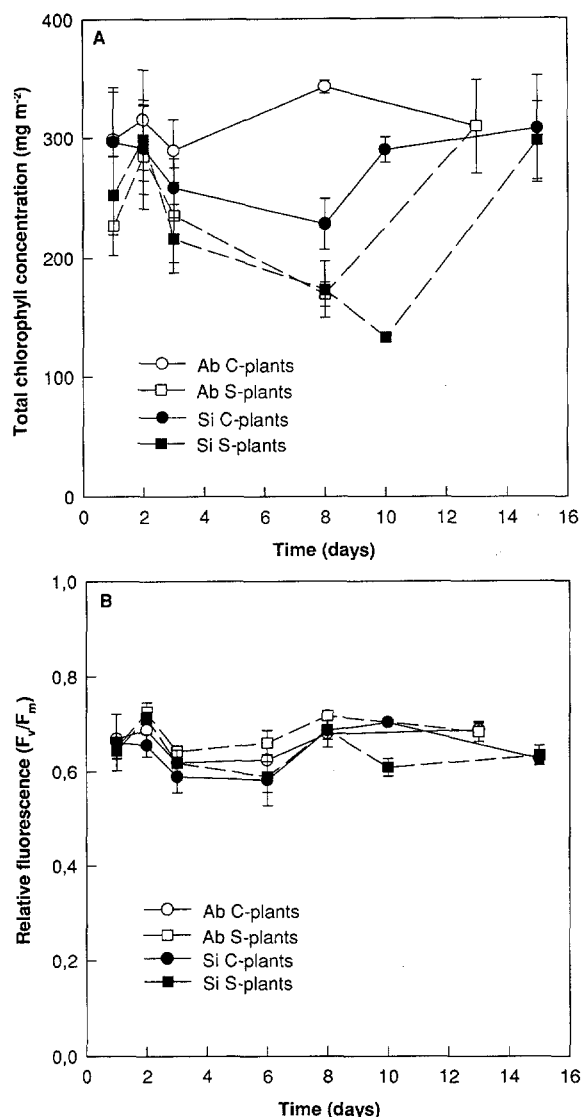 A
Total chlorophyll concentration (mg m⁻²)
400
300
200
100
0
Ab C-plants
Ab S-plants
Si C-plants
Si S-plants
0 2 4 6 8 10 12 14 16
Time (days)
B
Relative fluorescence (Fᵥ/Fₘ)
1,0
0,8
0,6
0,4
0,2
0,0
Ab C-plants
Ab S-plants
Si C-plants
Si S-plants
0 2 4 6 8 10 12 14 16
Time (days)